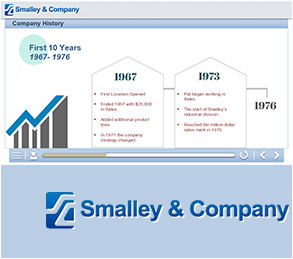 Smalley & Company
Company History
First 10 Years
1967- 1976
1967
First Location Opened
Ended 1967 with $25,000
in Sales
Added additional product
lines
In 1971 the company
strategy changed
1973
Pat began working in
Sales
The start of Smalley's
industrial division
Reached the million-dollar
sales mark in 1976
1976
Smalley & Company